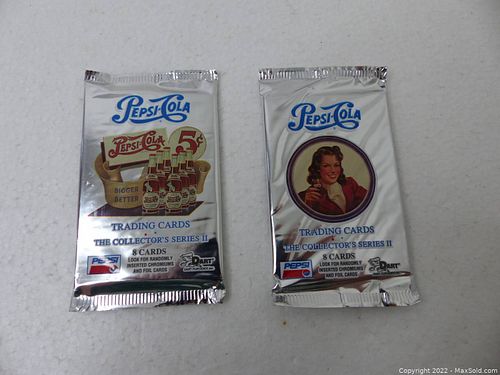 PEPSI-COLA
PEPSI-COLA 5¢
BIGGER
BETTER
TRADING CARDS
THE COLLECTOR'S SERIES II
8 CARDS
LOOK FOR RANDOMLY
INSERTED CHROMIUMS
AND FOIL CARDS
PEPSI
DART
PEPSI-COLA
TRADING CARDS
THE COLLECTOR'S SERIES II
8 CARDS
LOOK FOR RANDOMLY
INSERTED CHROMIUMS
AND FOIL CARDS
PEPSI
DART
Copyright 2022 - MaxSold.com